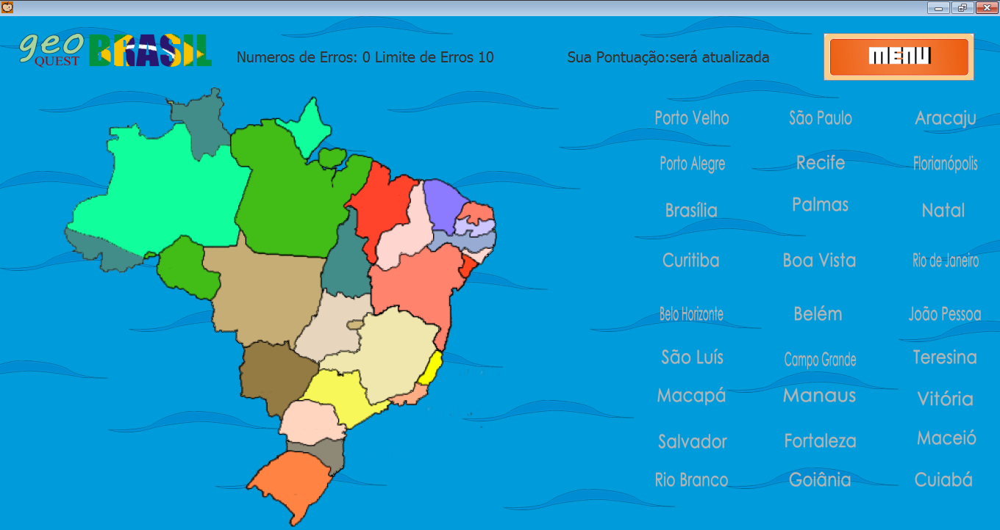 geo BRASIL
QUEST
Numeros de Erros: 0 Limite de Erros 10
Sua Pontuação:será atualizada
MENU
Porto Velho São Paulo Aracaju
Porto Alegre Recife Florianópolis
Brasília Palmas Natal
Curitiba Boa Vista Rio de Janeiro
Belo Horizonte Belém João Pessoa
São Luís Campo Grande Teresina
Macapá Manaus Vitória
Salvador Fortaleza Maceió
Rio Branco Goiânia Cuiabá